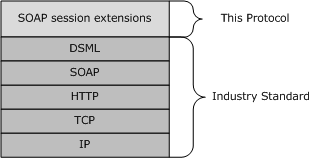 SOAP session extensions
This Protocol
DSML
SOAP
HTTP
Industry Standard
TCP
IP